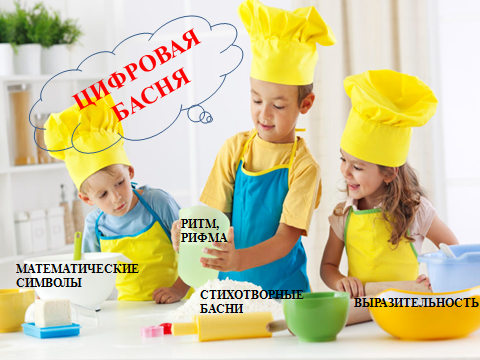 ЦИФРОВАЯ
БАСНЯ
РИТМ,
РИФМА
МАТЕМАТИЧЕСКИЕ
СИМВОЛЫ
СТИХОТВОРНЫЕ
БАСНИ
ВЫРАЗИТЕЛЬНОСТЬ